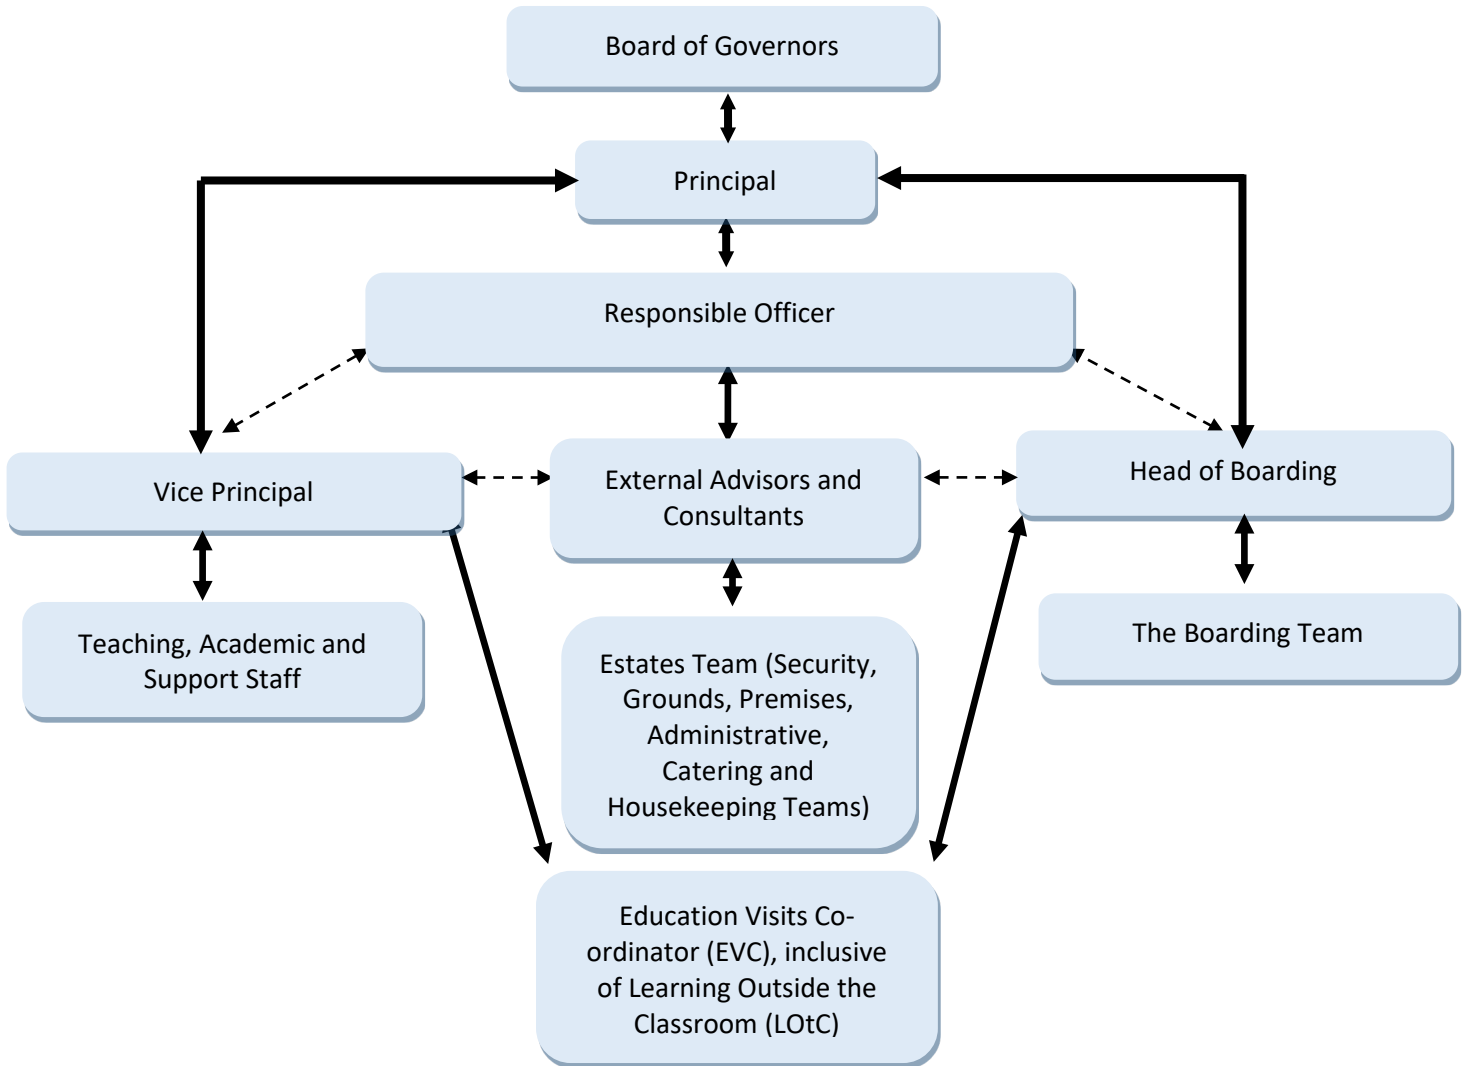 Board of Governors
Principal
Responsible Officer
Vice Principal
External Advisors and
Consultants
Head of Boarding
Teaching, Academic and
Support Staff
Estates Team (Security,
Grounds, Premises,
Administrative,
Catering and
Housekeeping Teams)
The Boarding Team
Education Visits Co-
ordinator (EVC), inclusive
of Learning Outside the
Classroom (LOtC)